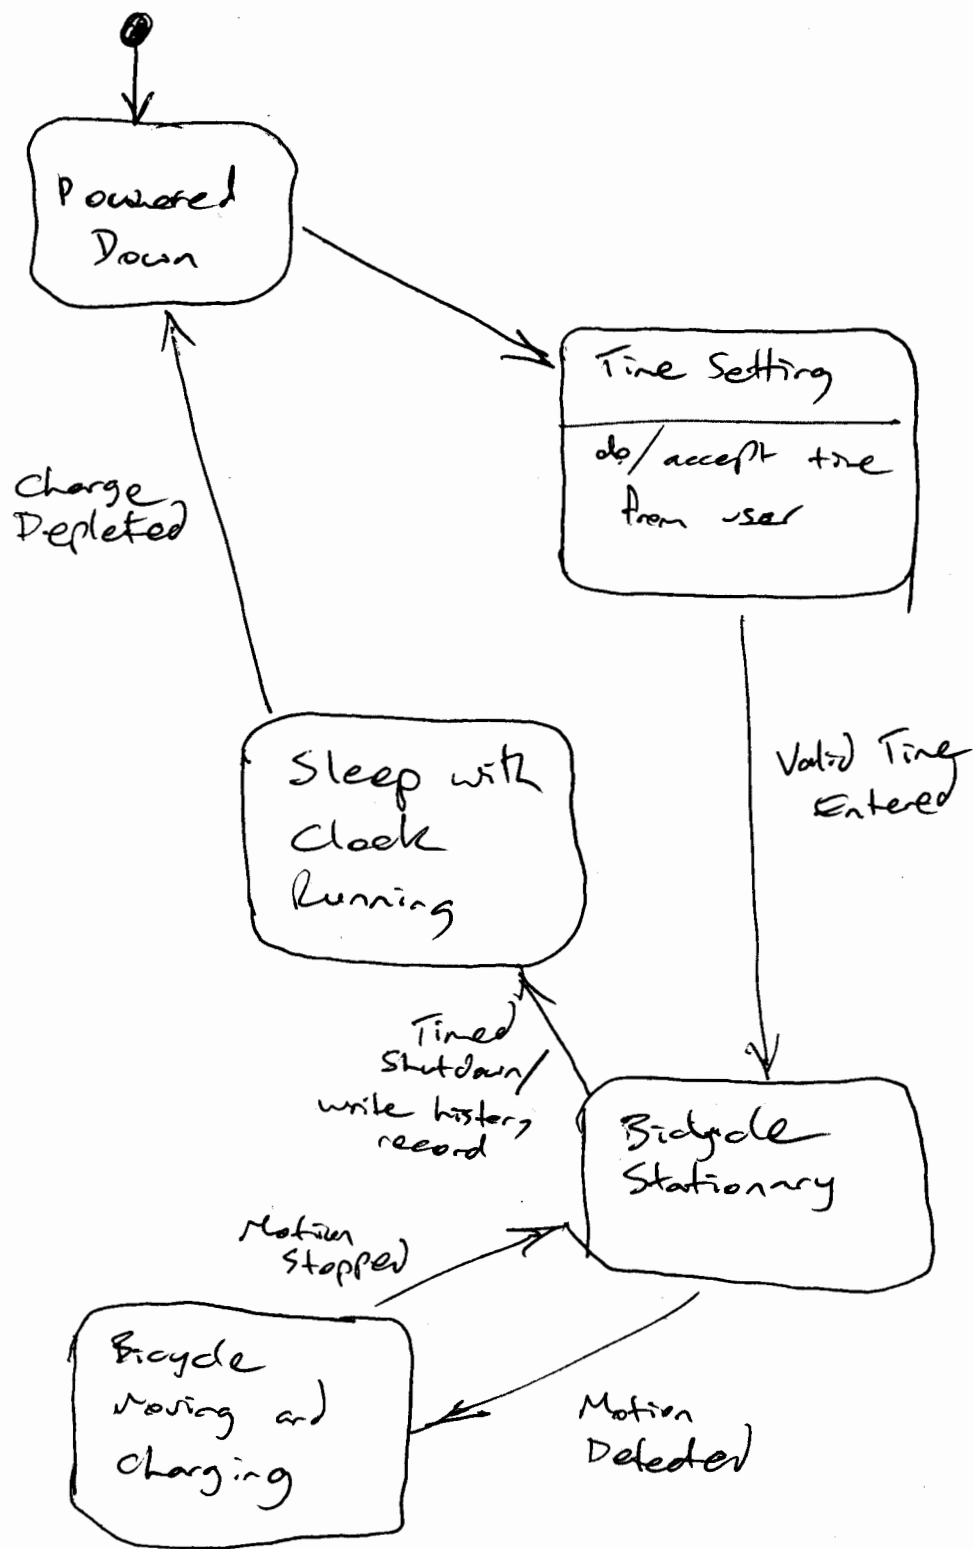 Powered
Down
Time Setting
do/accept time
from user
Charge
Depleted
Sleep with
Clock
Running
Valid Time
Entered
Timed
Shutdown/
write history
record
Bicycle
Stationary
Motion
Stopped
Bicycle
Moving and
Charging
Motion
Detected